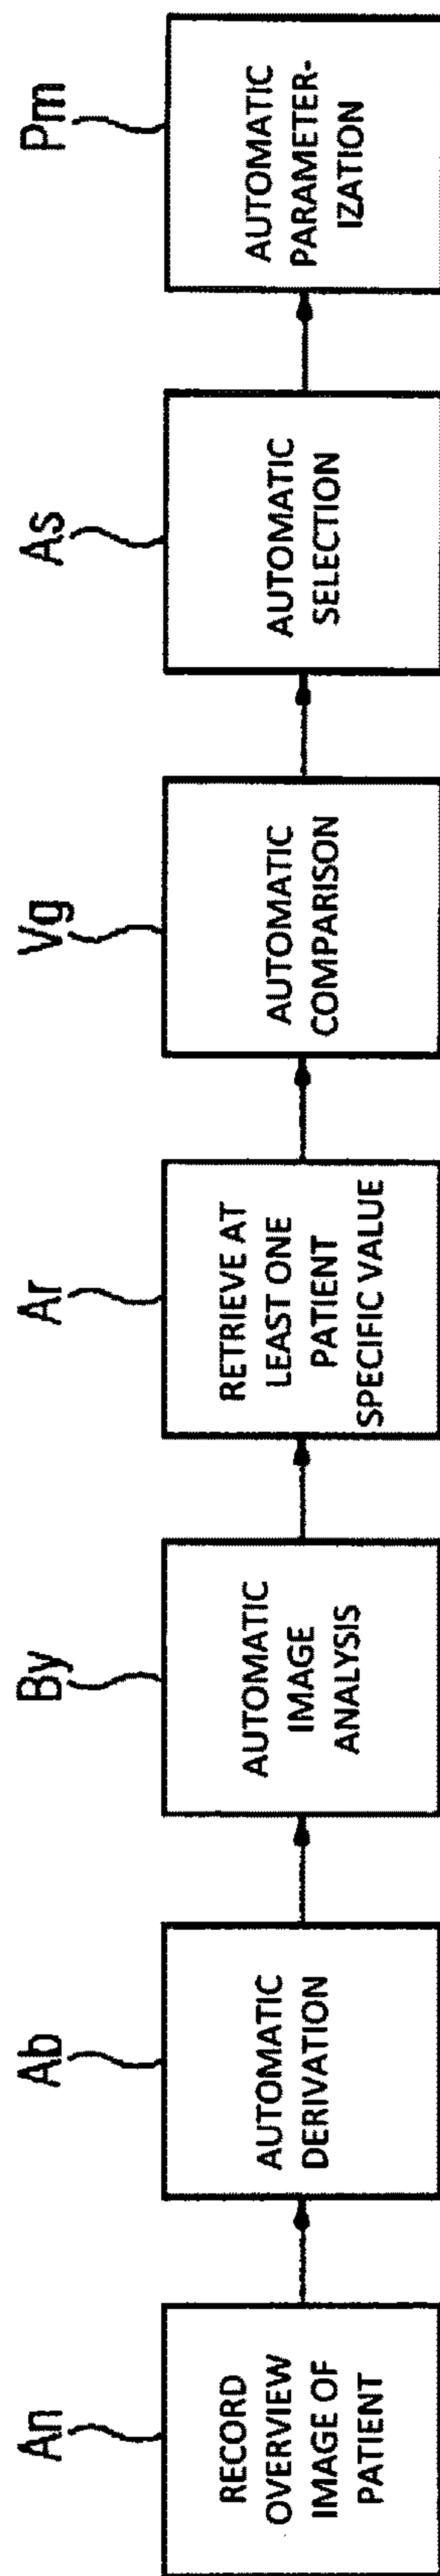 An
RECORD
OVERVIEW
IMAGE OF
PATIENT
Ab
AUTOMATIC
DERIVATION
By
AUTOMATIC
IMAGE
ANALYSIS
Ar
RETRIEVE AT
LEAST ONE
PATIENT
SPECIFIC VALUE
Vg
AUTOMATIC
COMPARISON
As
AUTOMATIC
SELECTION
Pm
AUTOMATIC
PARAMETER-
IZATION